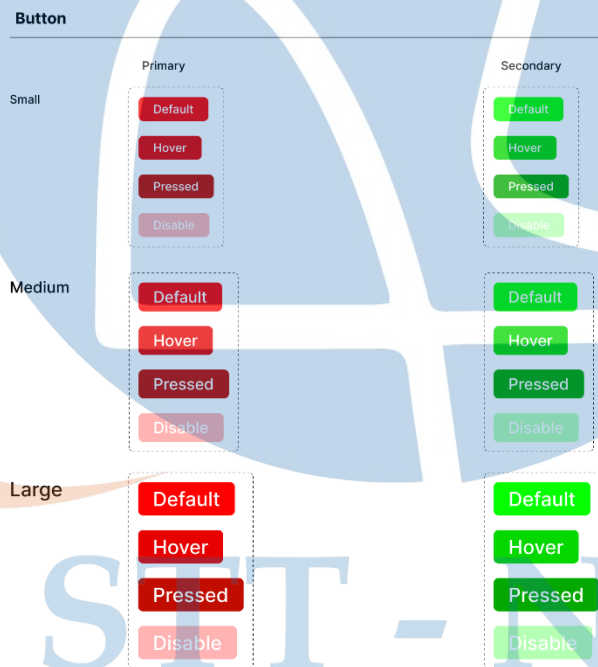 Button
Primary Secondary
Small
Default Default
Hover Hover
Pressed Pressed
Disable Disable
Medium
Default Default
Hover Hover
Pressed Pressed
Disable Disable
Large
Default Default
Hover Hover
Pressed Pressed
Disable Disable
STT - N